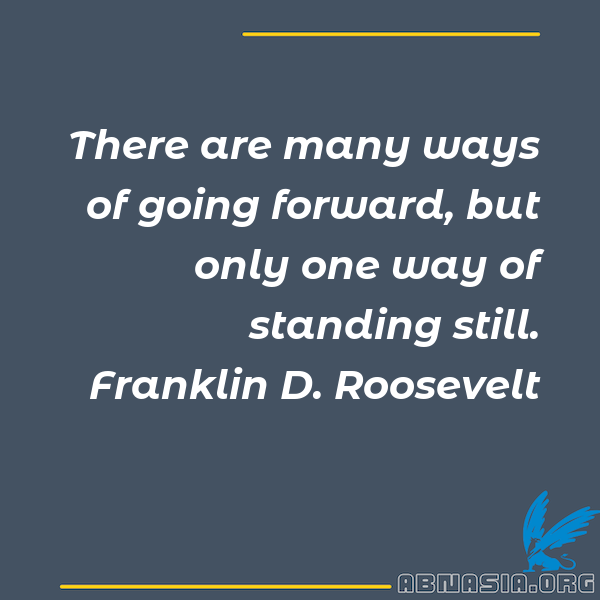 There are many ways
of going forward, but
only one way of
standing still.
Franklin D. Roosevelt
ABNASIA.ORG